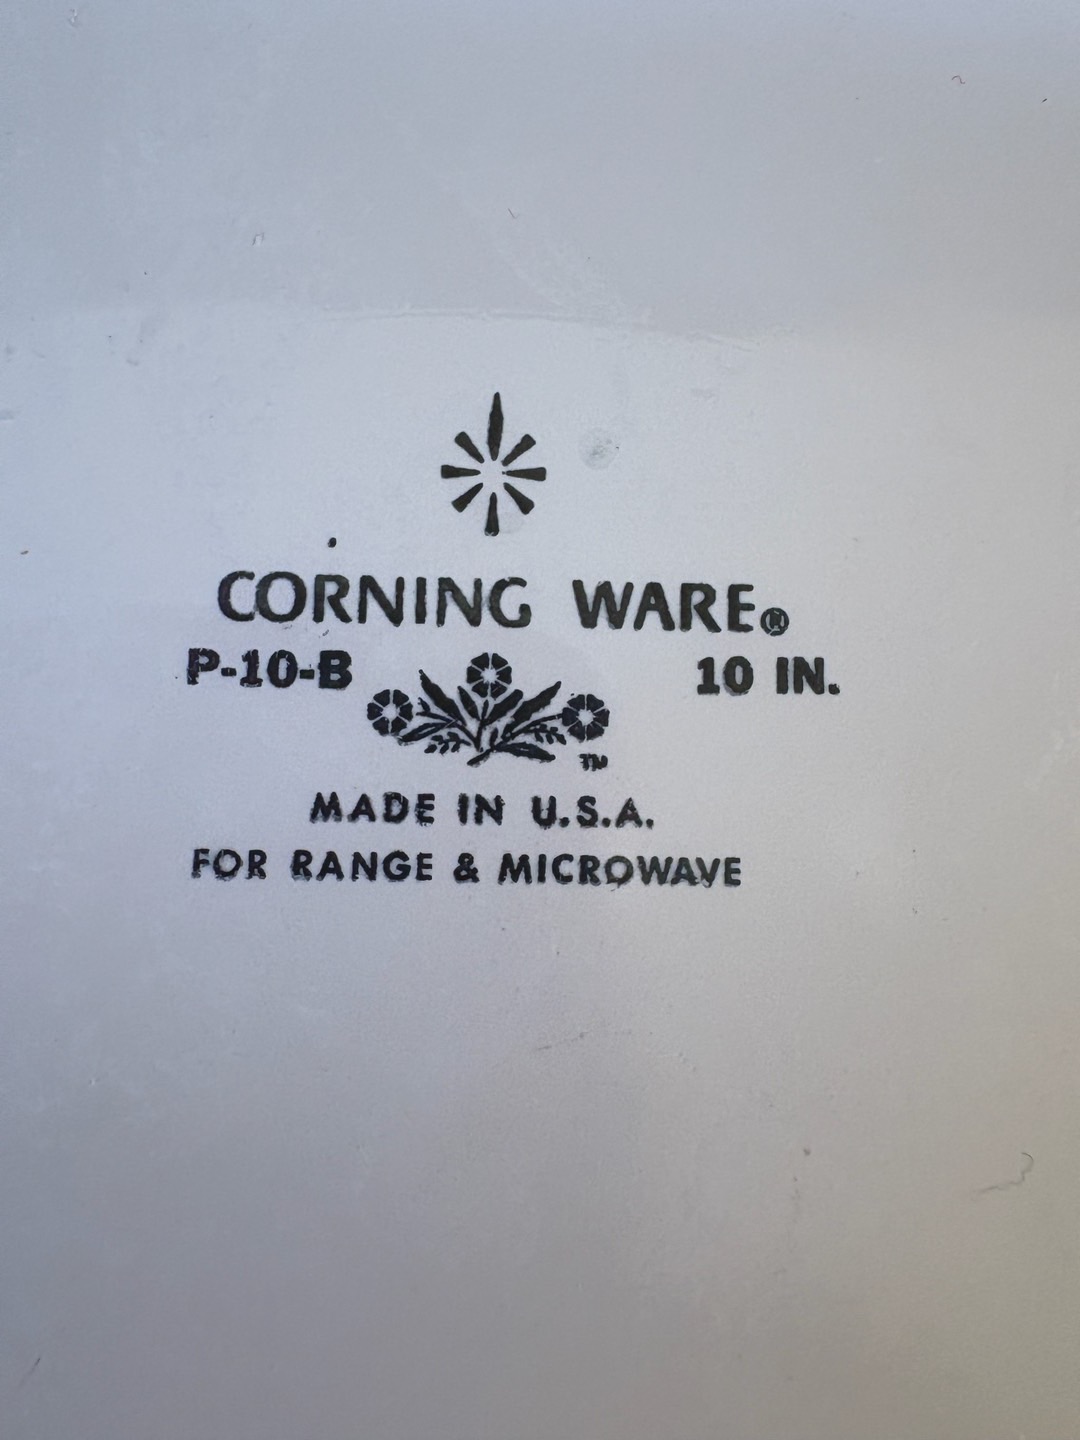 CORNING WARE®
P-10-B 10 IN.
TM
MADE IN U.S.A.
FOR RANGE & MICROWAVE